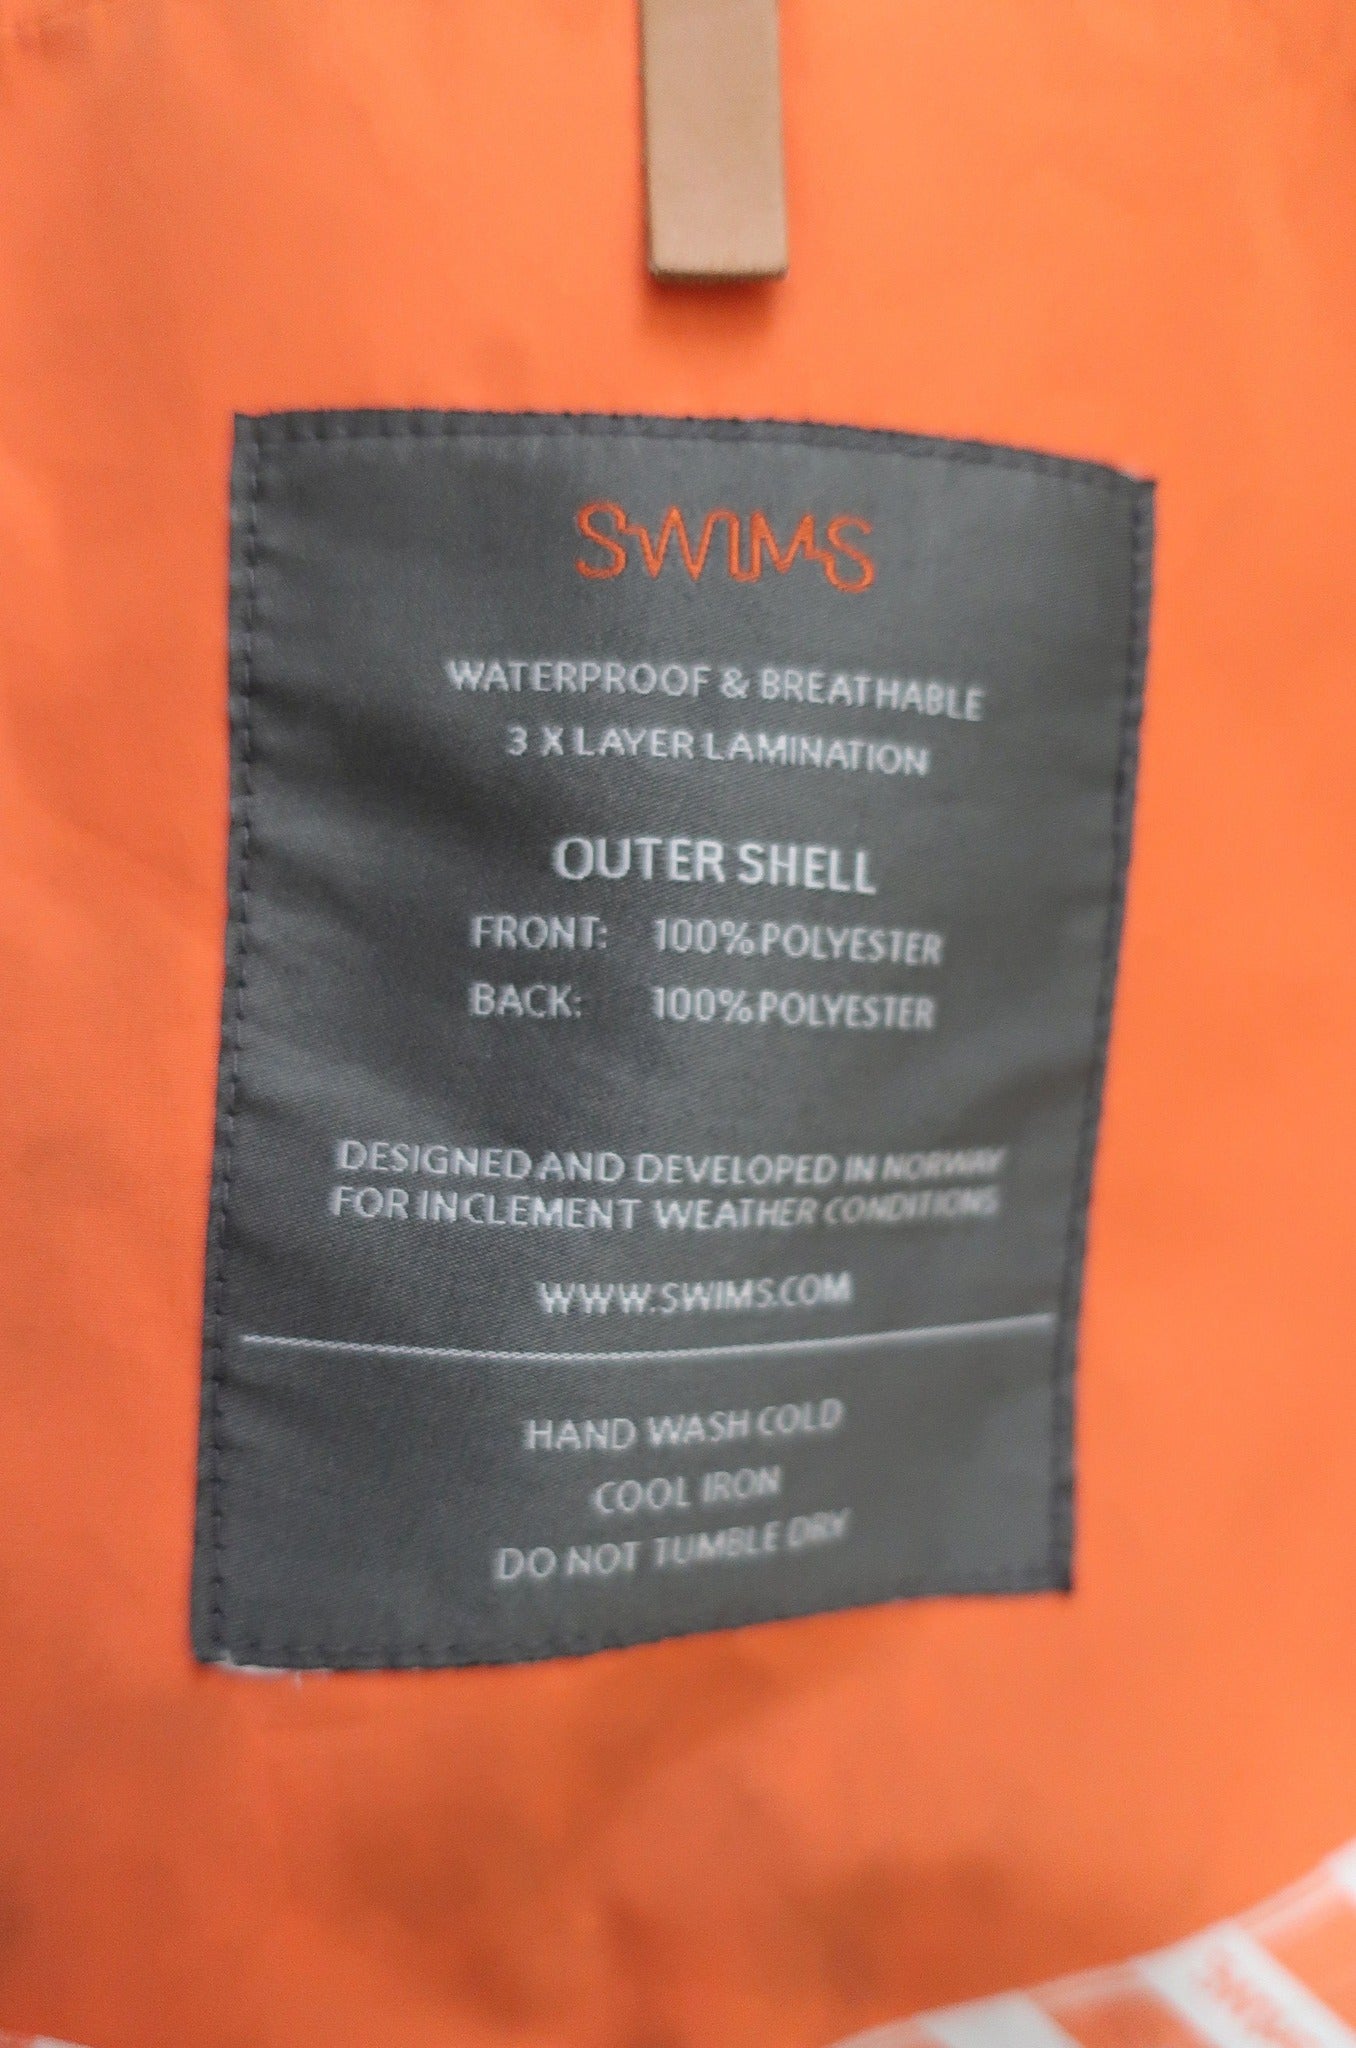 SWIMS
WATERPROOF & BREATHABLE
3 X LAYER LAMINATION
OUTER SHELL
FRONT: 100% POLYESTER
BACK: 100% POLYESTER
DESIGNED AND DEVELOPED IN NORWAY
FOR INCLEMENT WEATHER CONDITIONS
WWW.SWIMS.COM
HAND WASH COLD
COOL IRON
DO NOT TUMBLE DRY